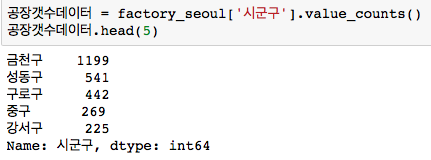 공장갯수데이터 = factory_seoul['시군구'].value_counts()
공장갯수데이터.head(5)
금천구 1199
성동구 541
구로구 442
중구 269
강서구 225
Name: 시군구, dtype: int64